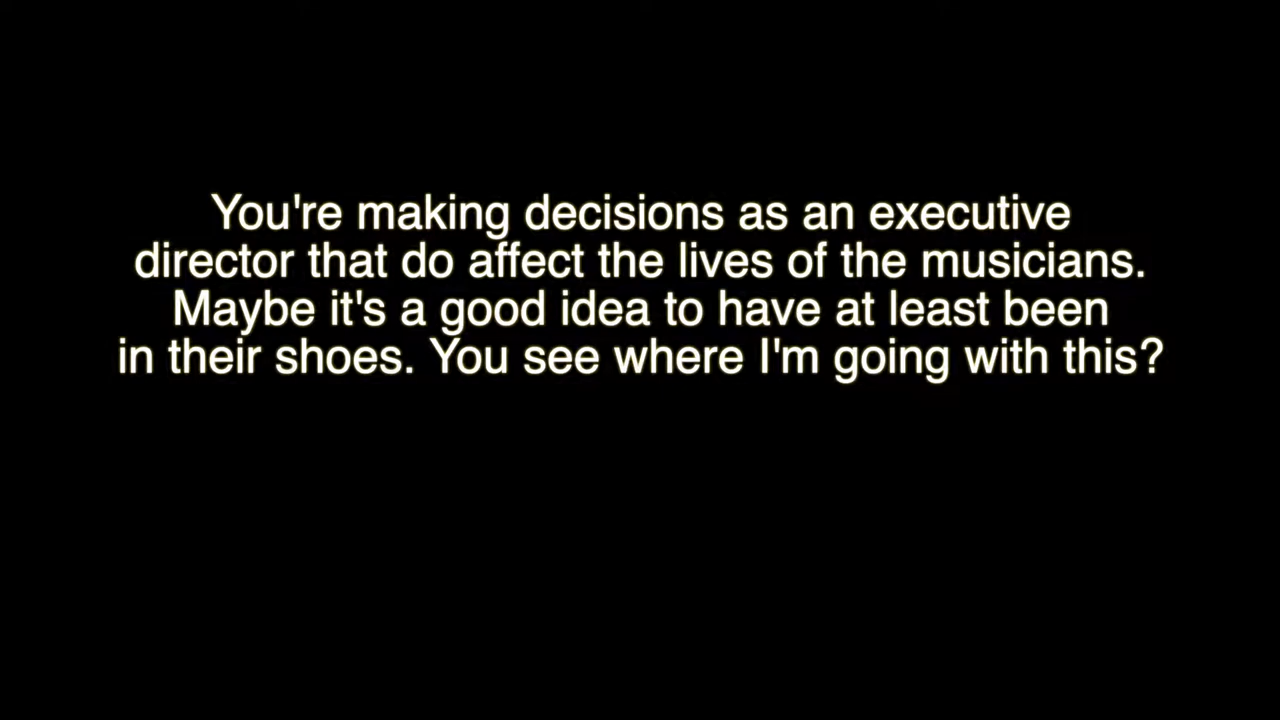 You're making decisions as an executive
director that do affect the lives of the musicians.
Maybe it's a good idea to have at least been
in their shoes. You see where I'm going with this?